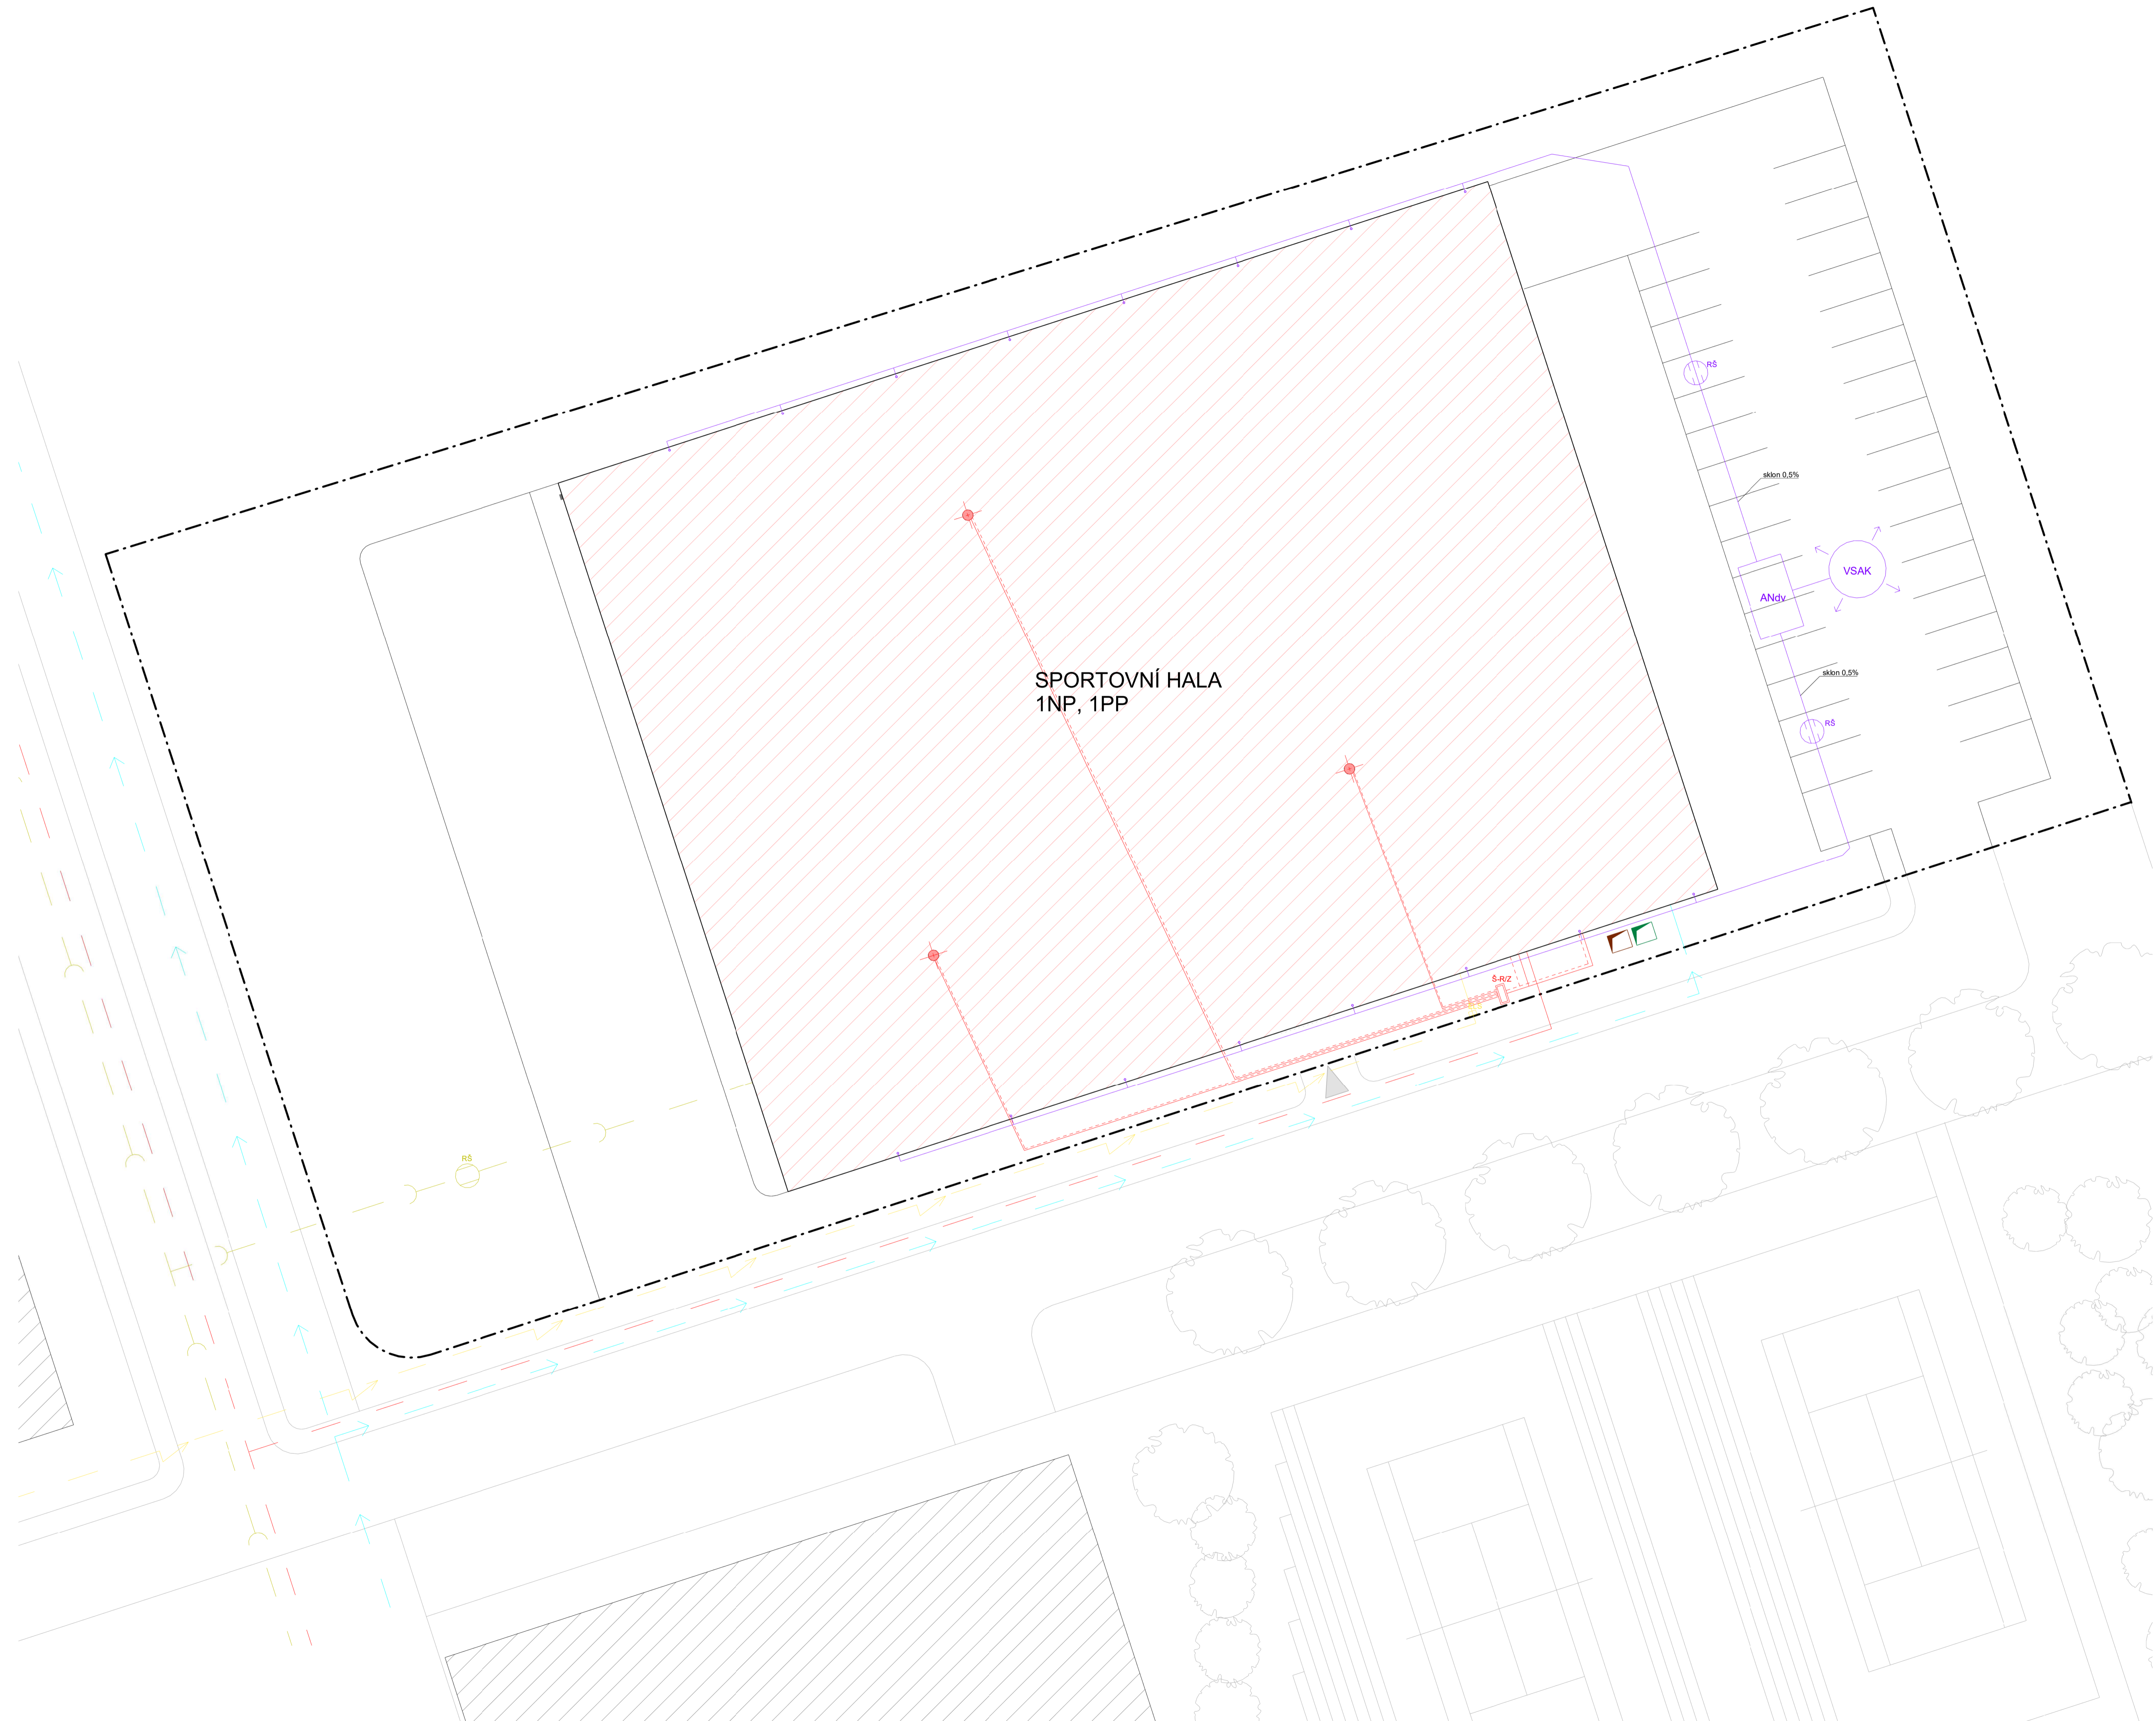 RŠ
sklon 0,5%
VSAK
ANdv
SPORTOVNÍ HALA
1NP, 1PP
sklon 0,5%
RŠ
Š-R/Z
RŠ